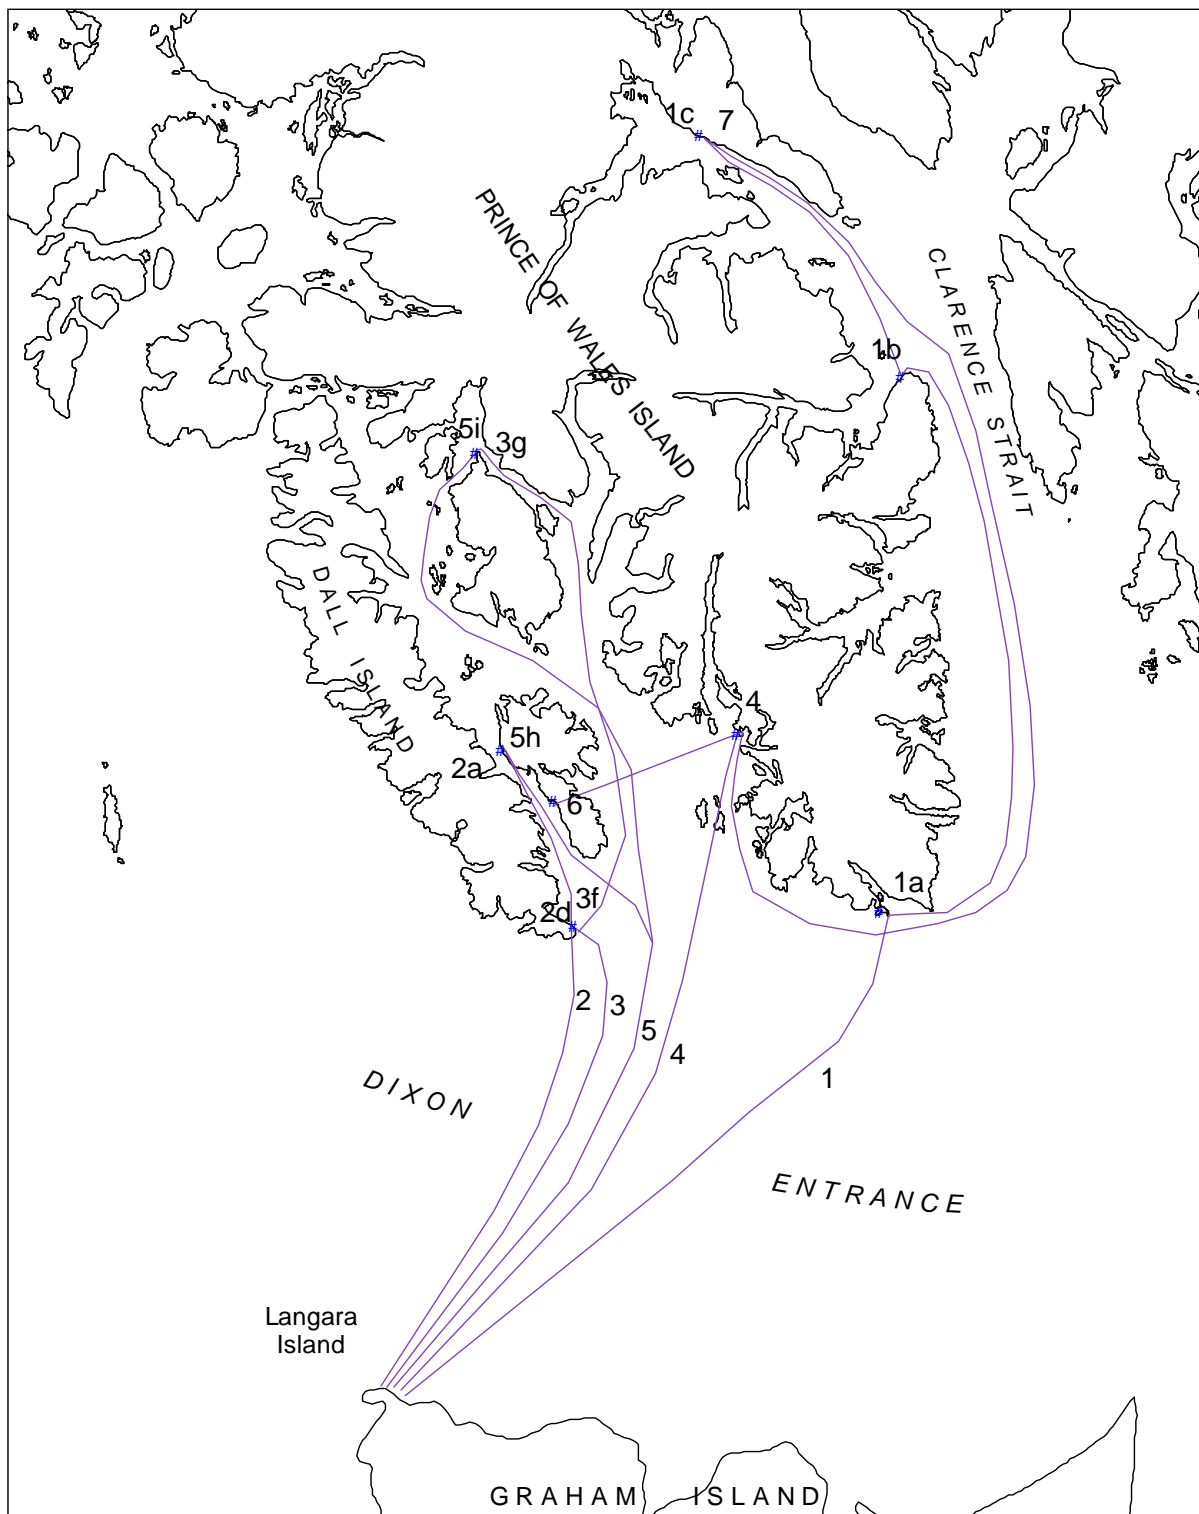 1c
7
PRINCE OF WALES ISLAND
CLARENCE STRAIT
1b
5i
3g
DALL ISLAND
4
5h
2a
6
1a
3f
2d
2
3
5
4
1
DIXON
ENTRANCE
Langara
Island
GRAHAM ISLAND